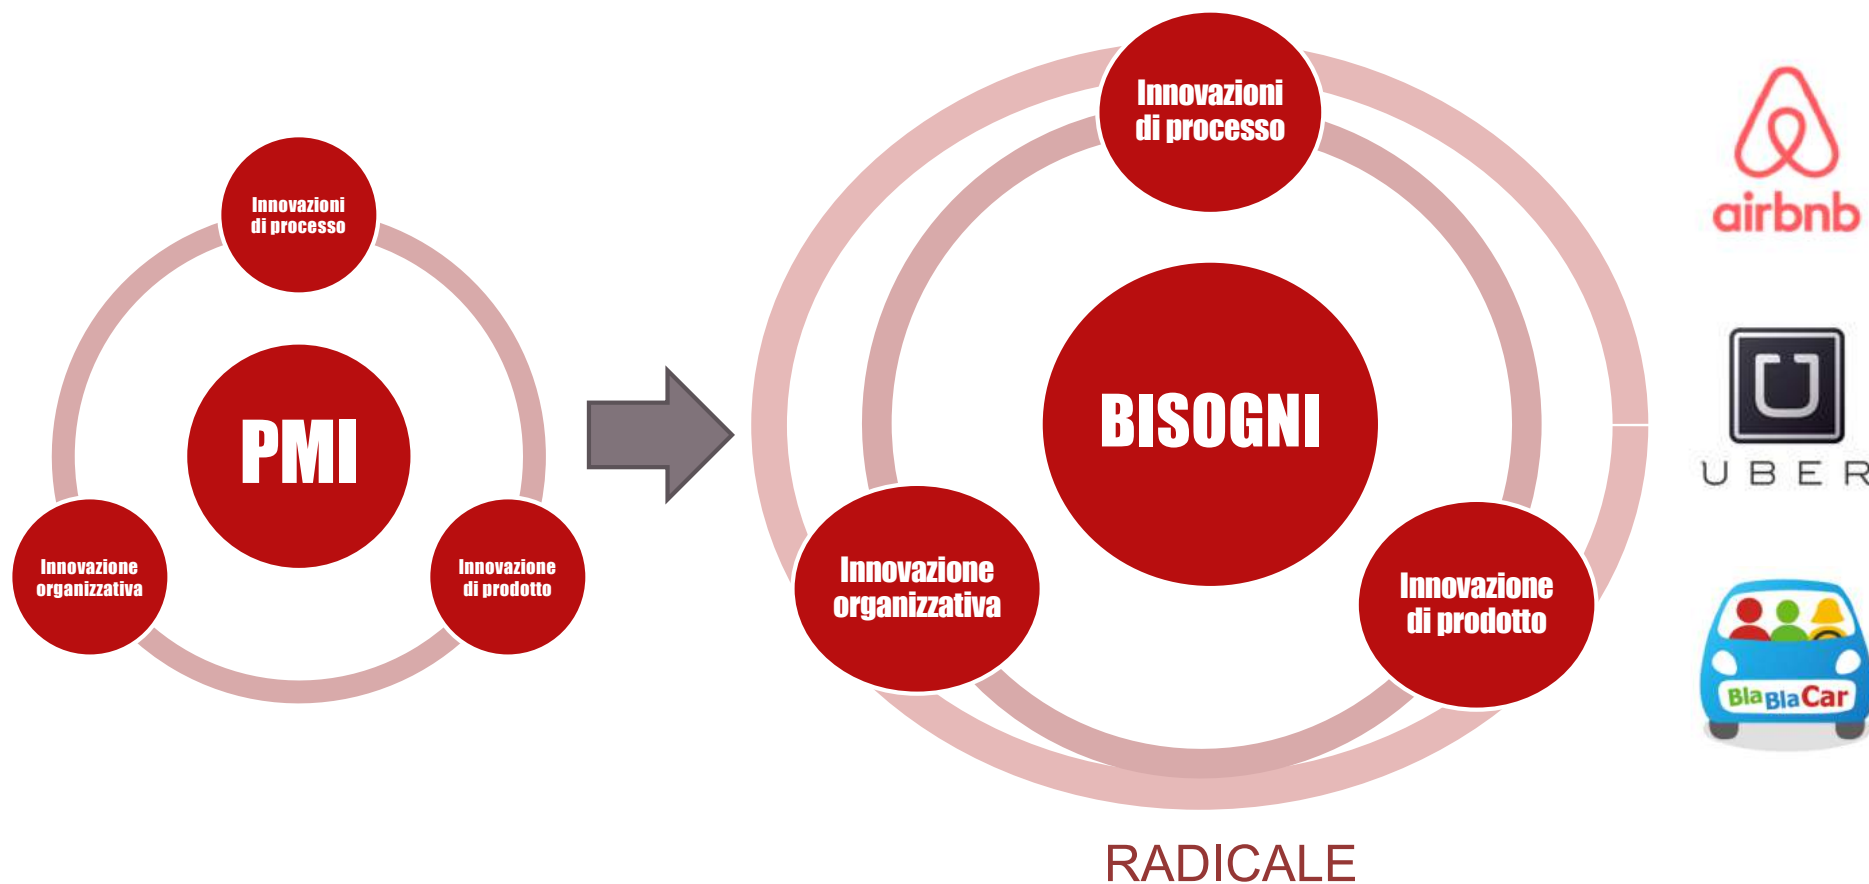 Innovazioni
di processo
PMI
Innovazione
organizzativa
Innovazione
di prodotto
Innovazioni
di processo
BISOGNI
Innovazione
organizzativa
Innovazione
di prodotto
RADICALE
airbnb
UBER
BlaBlaCar